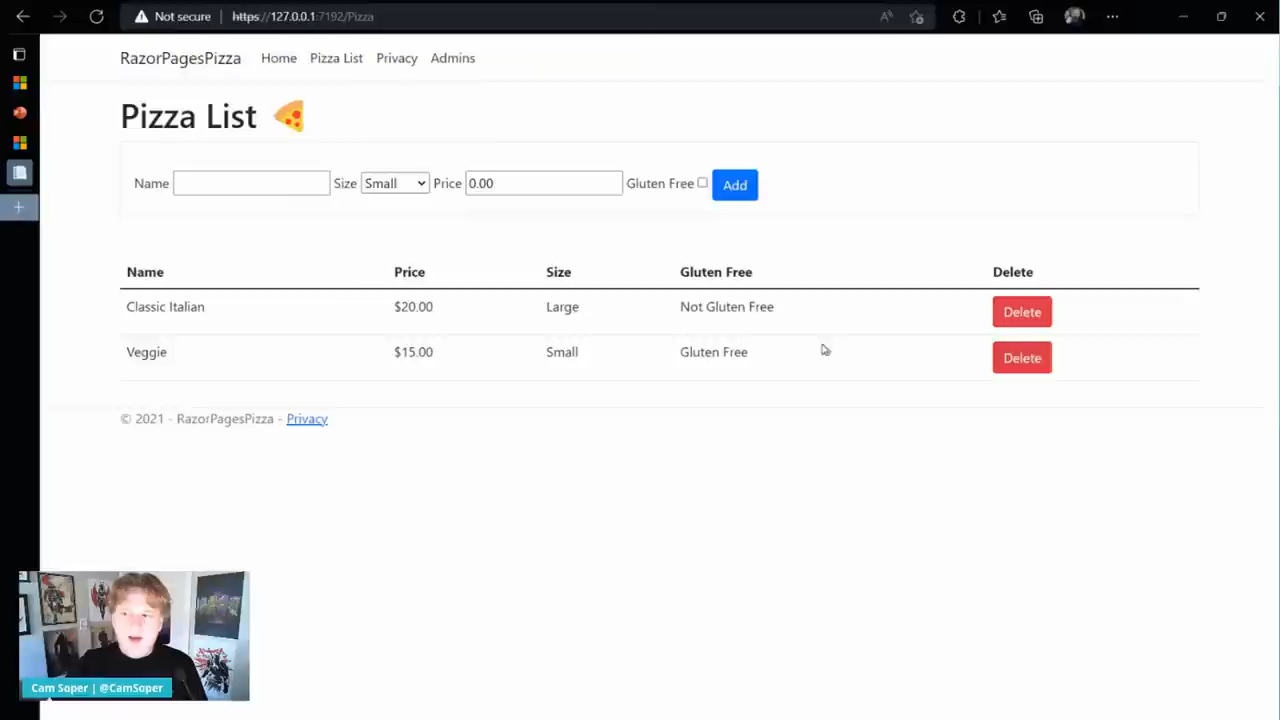 Not secure https://127.0.0.1:7192/Pizza
RazorPagesPizza Home Pizza List Privacy Admins
Pizza List
Name Size Small Price 0.00 Gluten Free Add
Name Price Size Gluten Free Delete
Classic Italian $20.00 Large Not Gluten Free Delete
Veggie $15.00 Small Gluten Free Delete
© 2021 - RazorPagesPizza - Privacy
Cam Soper | @CamSoper